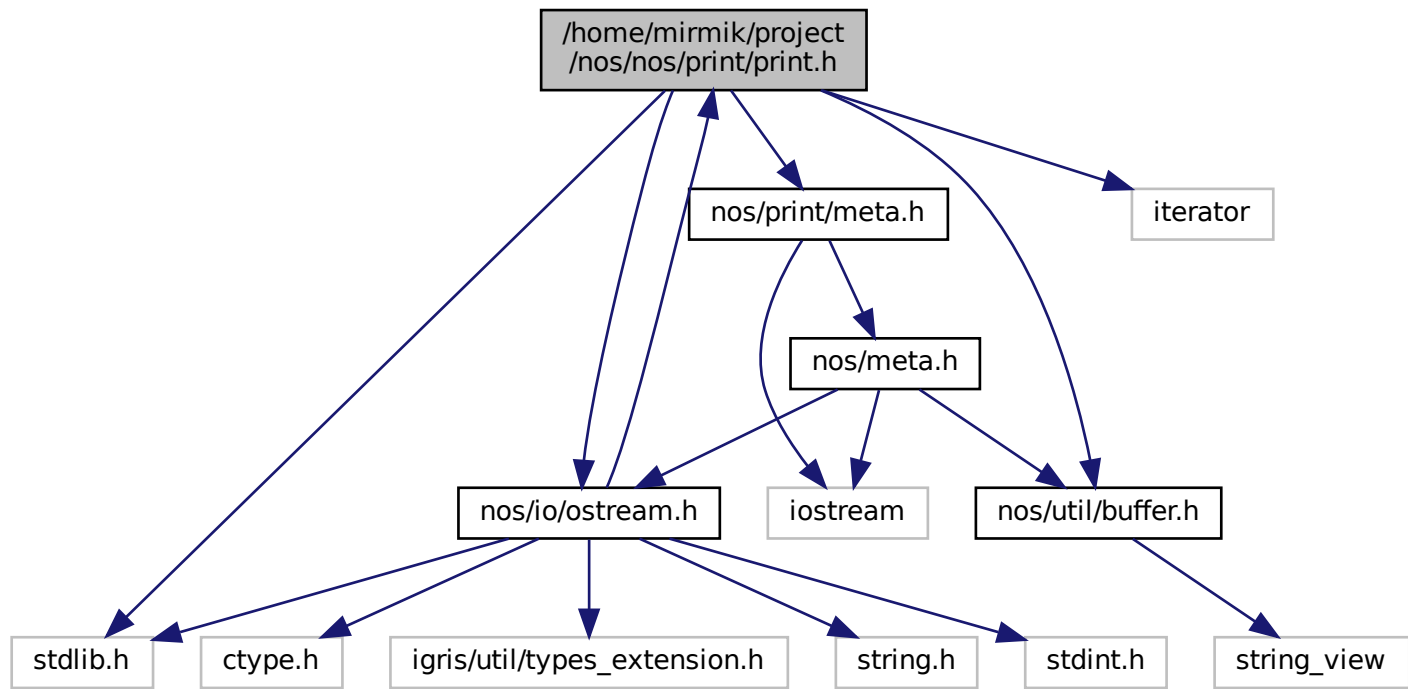 /home/mirmik/project
/nos/nos/print/print.h
nos/print/meta.h
iterator
nos/meta.h
nos/io/ostream.h
iostream
nos/util/buffer.h
stdlib.h
ctype.h
igris/util/types_extension.h
string.h
stdint.h
string_view